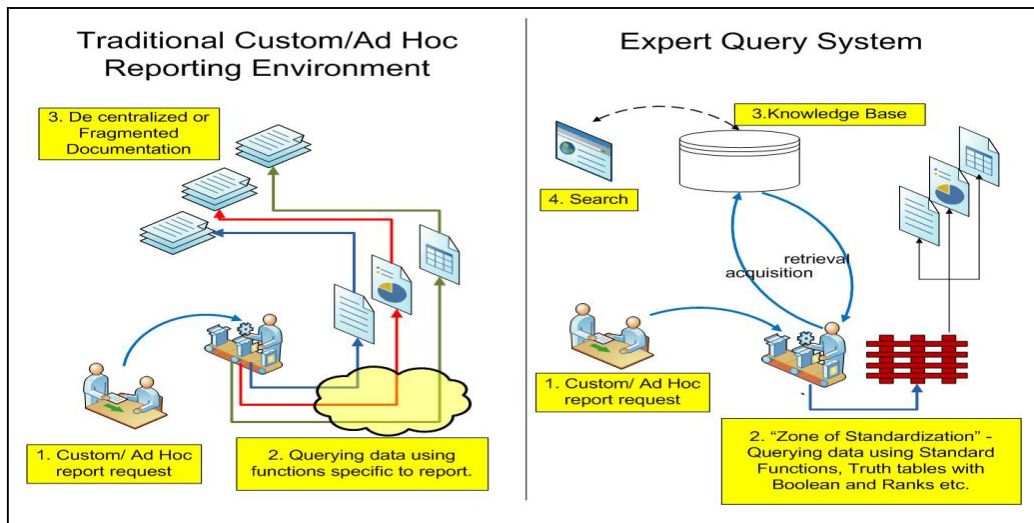 Traditional Custom/Ad Hoc
Reporting Environment
3. De centralized or
Fragmented
Documentation
1. Custom/ Ad Hoc
report request
2. Querying data using
functions specific to report.
Expert Query System
3.Knowledge Base
4. Search
retrieval
acquisition
1. Custom/ Ad Hoc
report request
2. “Zone of Standardization” -
Querying data using Standard
Functions, Truth tables with
Boolean and Ranks etc.